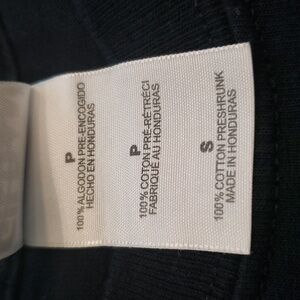 P
100% ALGODON PRE-ENCOGIDO
HECHO EN HONDURAS
P
100% COTON PRÉ-RÉTRÉCI
FABRIQUÉ AU HONDURAS
S
100% COTTON PRESHRUNK
MADE IN HONDURAS